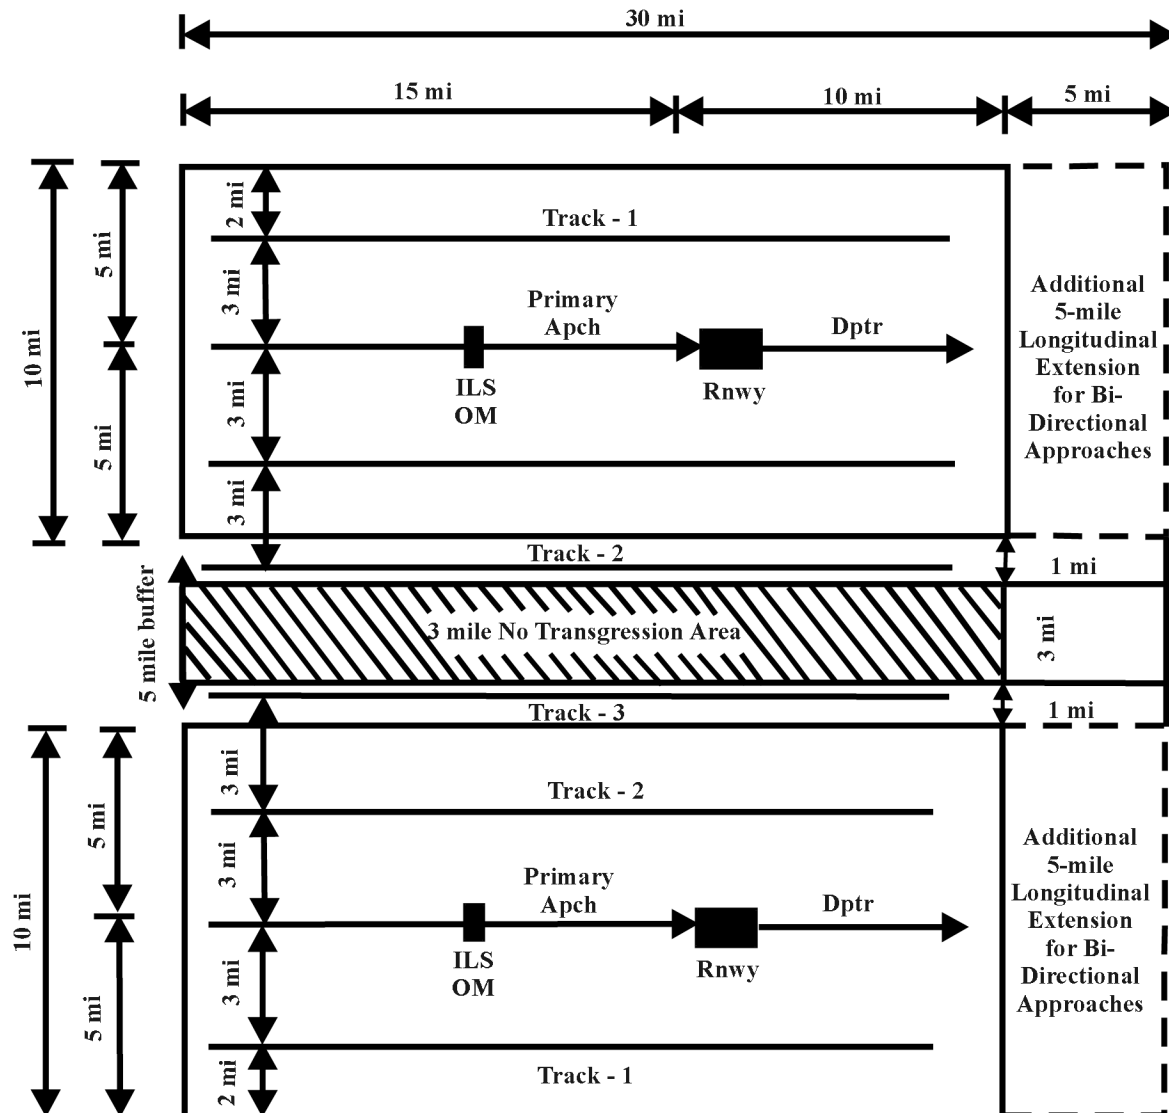 30 mi
15 mi
10 mi
5 mi
2 mi
Track - 1
5 mi
3 mi
Primary
Apch
Dptr
Additional
5-mile
Longitudinal
Extension
for Bi-
Directional
Approaches
10 mi
ILS
OM
Rnwy
3 mi
5 mi
3 mi
Track - 2
1 mi
5 mile buffer
3 mile No Transgression Area
3 mi
Track - 3
1 mi
3 mi
Track - 2
5 mi
3 mi
Primary
Apch
Dptr
Additional
5-mile
Longitudinal
Extension
for Bi-
Directional
Approaches
10 mi
ILS
OM
Rnwy
3 mi
5 mi
2 mi
Track - 1